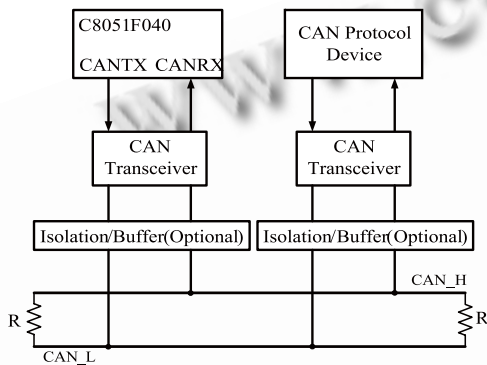 C8051F040
CANTX CANRX
CAN Protocol
Device
CAN
Transceiver
CAN
Transceiver
Isolation/Buffer(Optional)
Isolation/Buffer(Optional)
CAN_H
R
R
CAN_L